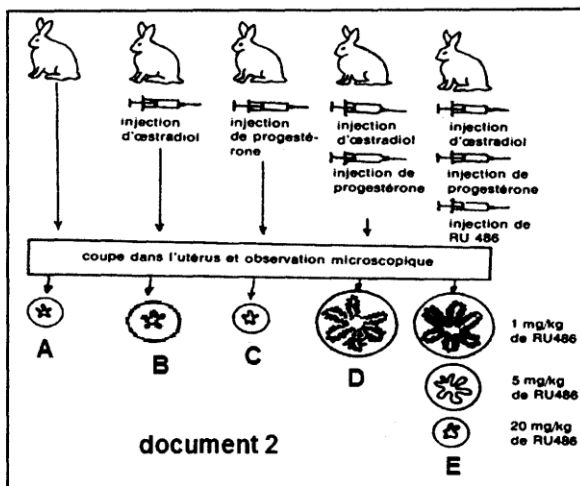 injection
d'œstradiol
injection
de progesté-
rone
injection
d'œstradiol
injection de
progestérone
injection
d'œstradiol
injection de
progestérone
injection de
RU 486
coupe dans l'utérus et observation microscopique
A
B
C
D
E
1 mg/kg
de RU486
5 mg/kg
de RU486
20 mg/kg
de RU486
document 2